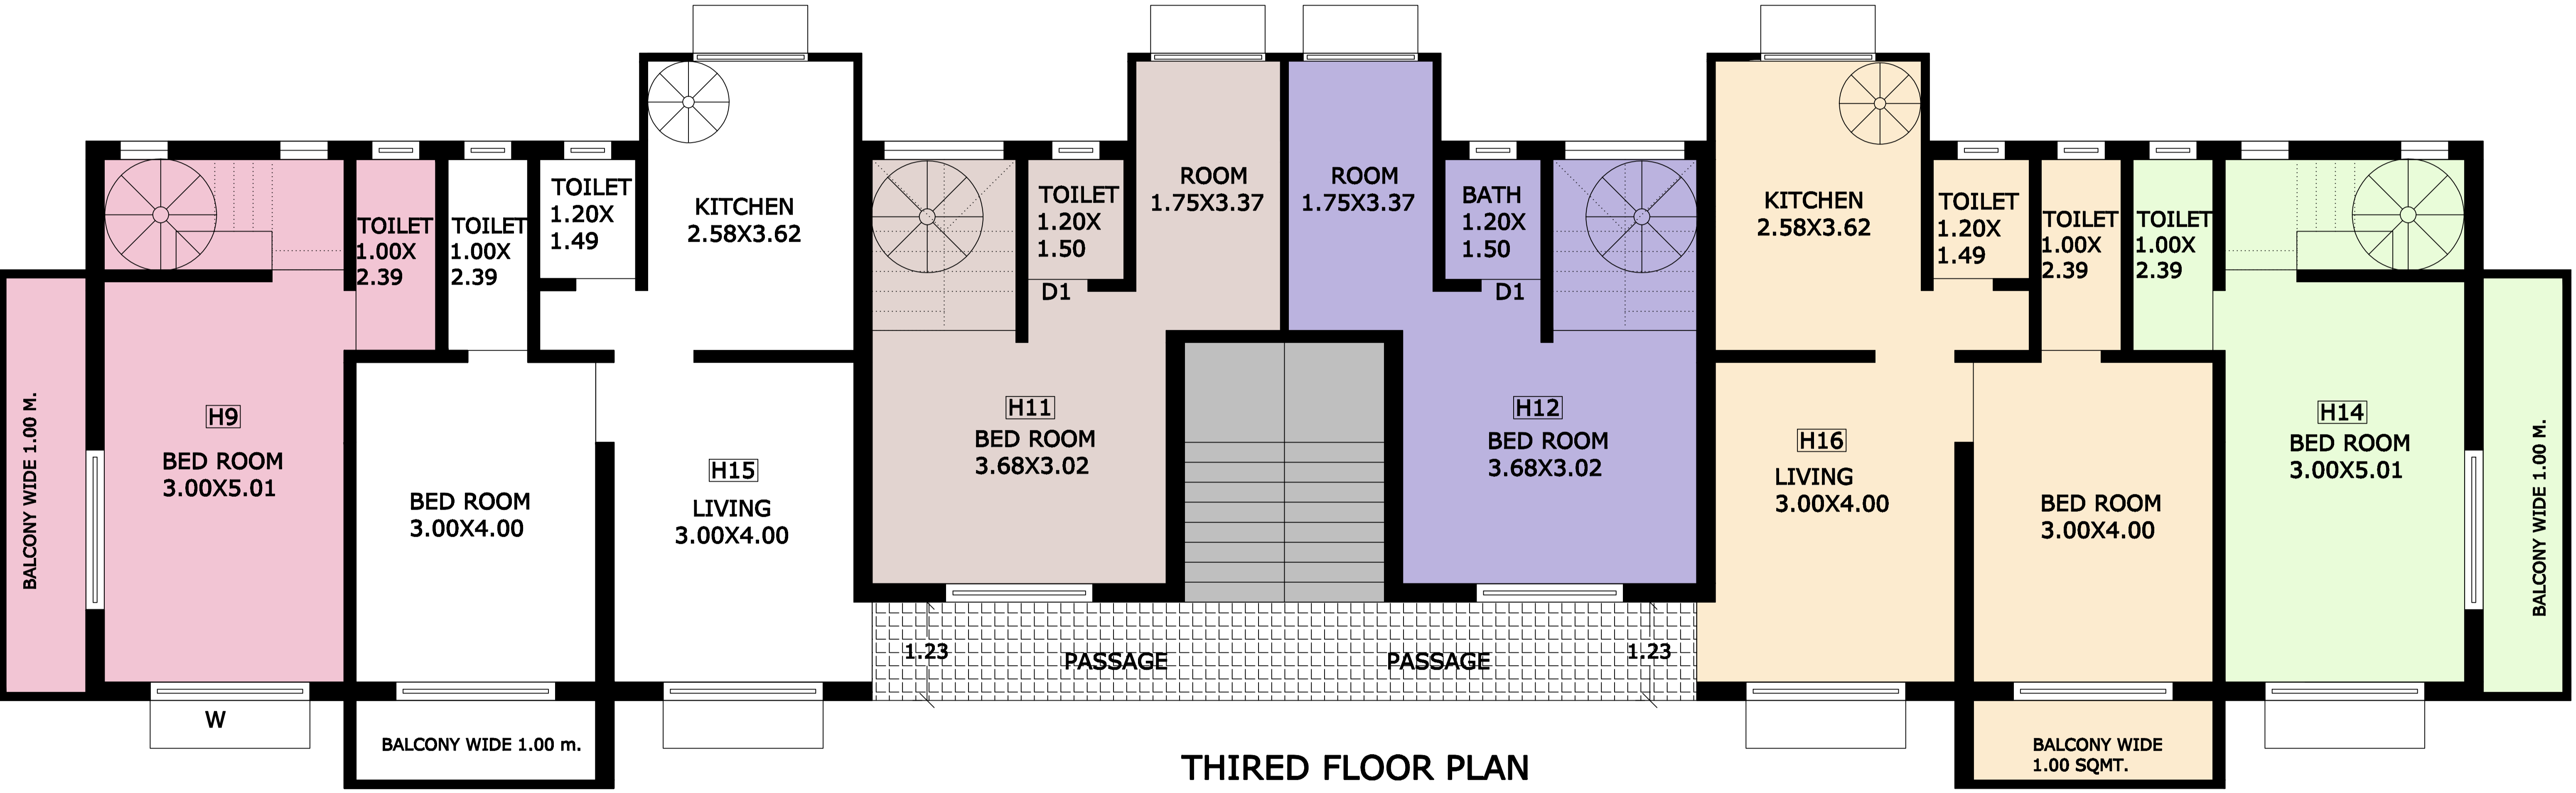 TOILET
1.00X
2.39
TOILET
1.00X
2.39
TOILET
1.20X
1.49
KITCHEN
2.58X3.62
TOILET
1.20X
1.50
D1
ROOM
1.75X3.37
ROOM
1.75X3.37
BATH
1.20X
1.50
D1
KITCHEN
2.58X3.62
TOILET
1.20X
1.49
TOILET
1.00X
2.39
TOILET
1.00X
2.39
BALCONY WIDE 1.00 M.
H9
BED ROOM
3.00X5.01
BED ROOM
3.00X4.00
H15
LIVING
3.00X4.00
H11
BED ROOM
3.68X3.02
H12
BED ROOM
3.68X3.02
H16
LIVING
3.00X4.00
BED ROOM
3.00X4.00
H14
BED ROOM
3.00X5.01
BALCONY WIDE 1.00 M.
1.23
PASSAGE
PASSAGE
1.23
W
BALCONY WIDE 1.00 m.
BALCONY WIDE
1.00 SQMT.
THIRED FLOOR PLAN